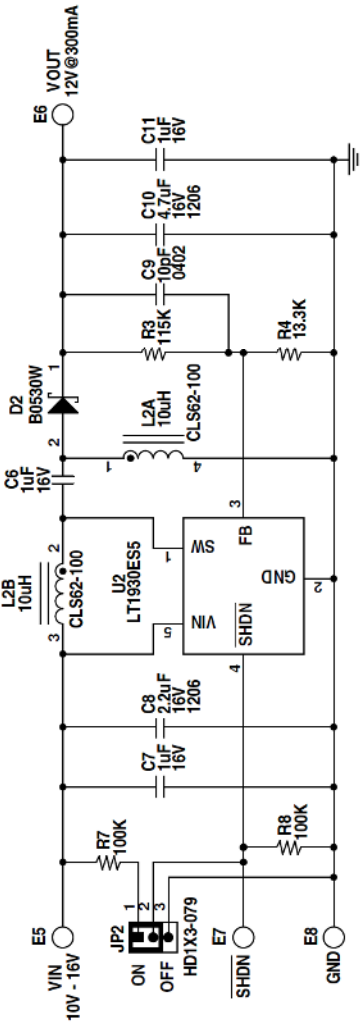 E5
VIN
10V - 16V
R7
100K
JP2
ON
OFF
1
2
3
HD1X3-079
E7
SHDN
R8
100K
E8
GND
C7
1uF
16V
C8
2.2uF
16V
1206
L2B
10uH
3
2
CLS62-100
U2
LT1930ES5
VIN
SW
SHDN
FB
GND
5
1
4
3
2
C6
1uF
16V
D2
B0530W
2
1
L2A
10uH
CLS62-100
1
4
R3
115K
R4
13.3K
C9
10pF
0402
C10
4.7uF
16V
1206
C11
1uF
16V
E6
VOUT
12V@300mA